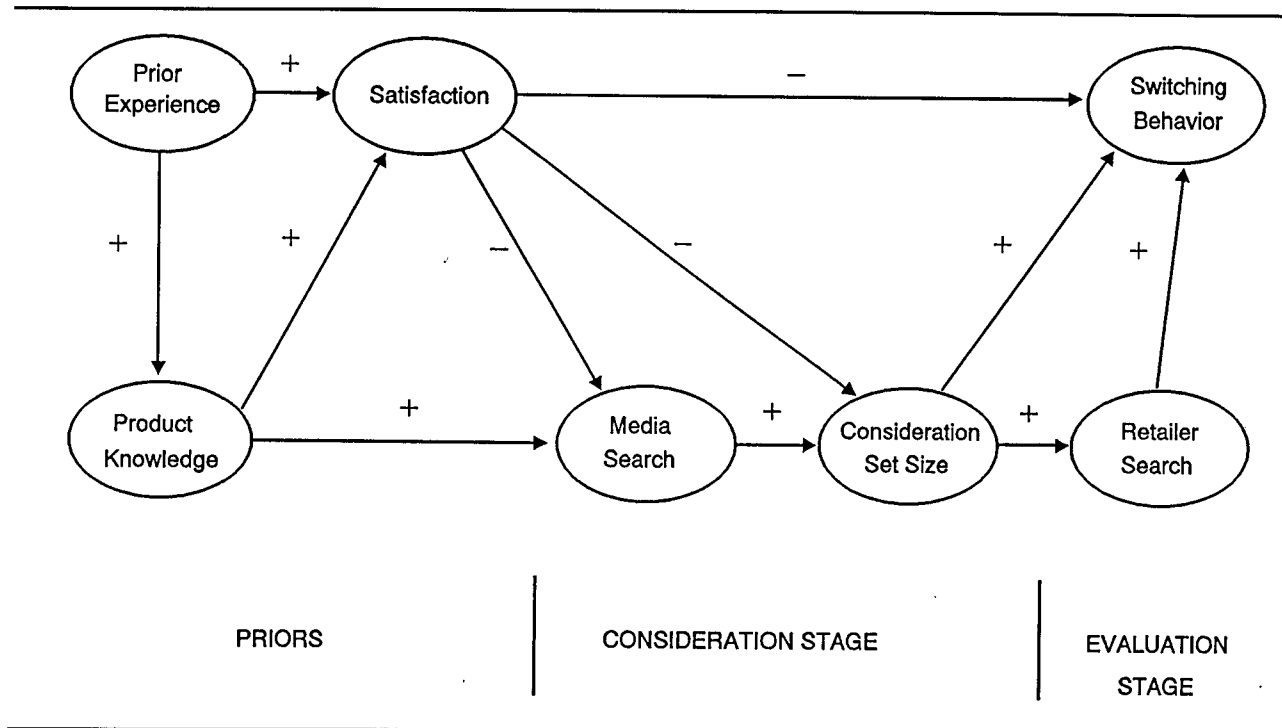 Prior
Experience
+
Satisfaction
−
Switching
Behavior
+
+
−
−
+
+
Product
Knowledge
+
Media
Search
+
Consideration
Set Size
+
Retailer
Search
PRIORS
CONSIDERATION STAGE
EVALUATION
STAGE